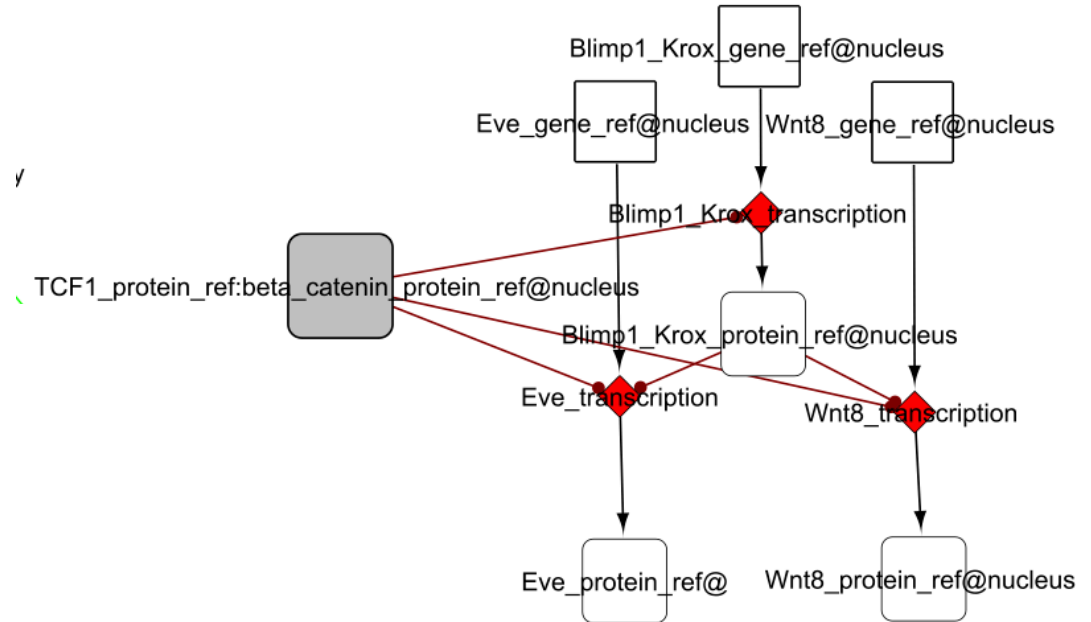 Blimp1_Krox_gene_ref@nucleus
Eve_gene_ref@nucleus
Wnt8_gene_ref@nucleus
y
Blimp1_Krox_transcription
TCF1_protein_ref:beta_catenin_protein_ref@nucleus
Blimp1_Krox_protein_ref@nucleus
Eve_transcription
Wnt8_transcription
Eve_protein_ref@
Wnt8_protein_ref@nucleus